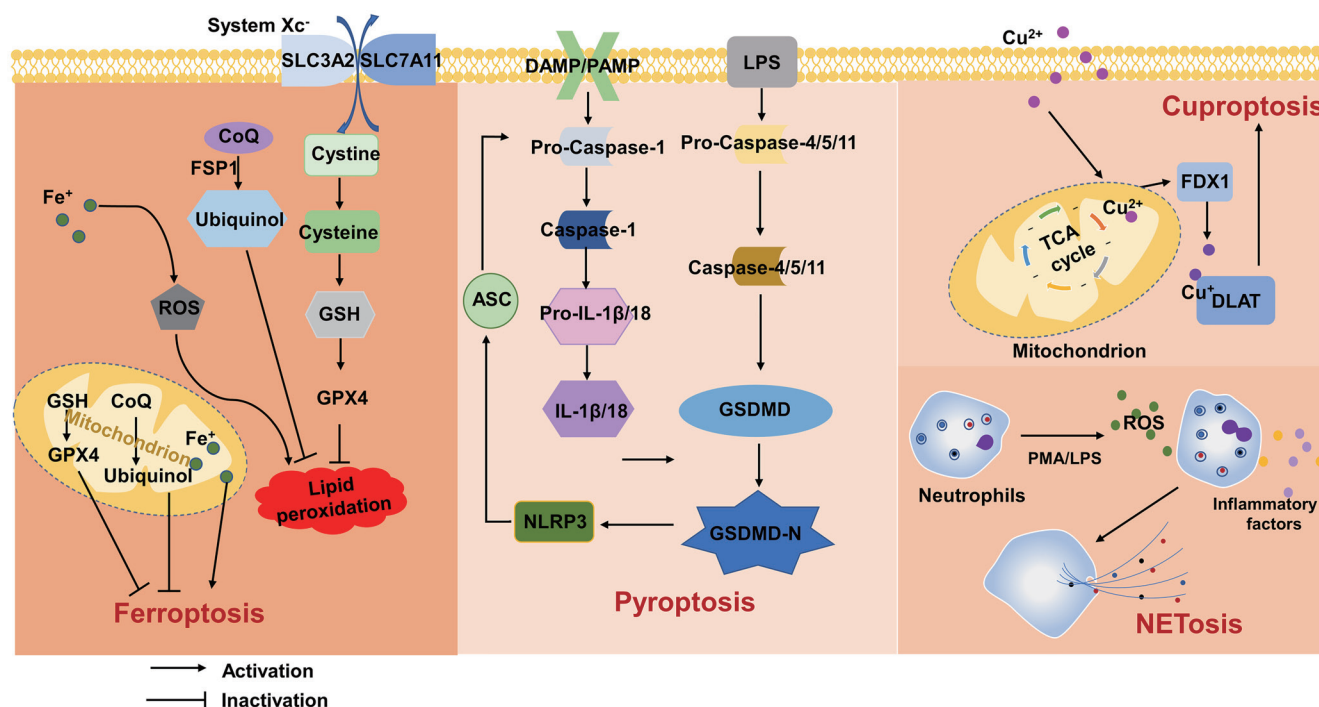 System Xc⁻
SLC3A2
SLC7A11
CoQ
FSP1
Ubiquinol
Cystine
Cysteine
GSH
GPX4
Fe⁺
ROS
GSH
CoQ
Mitochondrion
Fe⁺
GPX4
Ubiquinol
Lipid
peroxidation
Ferroptosis
DAMP/PAMP
LPS
Pro-Caspase-1
Pro-Caspase-4/5/11
Caspase-1
Caspase-4/5/11
ASC
Pro-IL-1β/18
IL-1β/18
GSDMD
NLRP3
GSDMD-N
Pyroptosis
Cu²⁺
Cuproptosis
FDX1
Cu²⁺
TCA
cycle
Cu⁺
DLAT
Mitochondrion
Neutrophils
PMA/LPS
ROS
Inflammatory
factors
NETosis
Activation
Inactivation